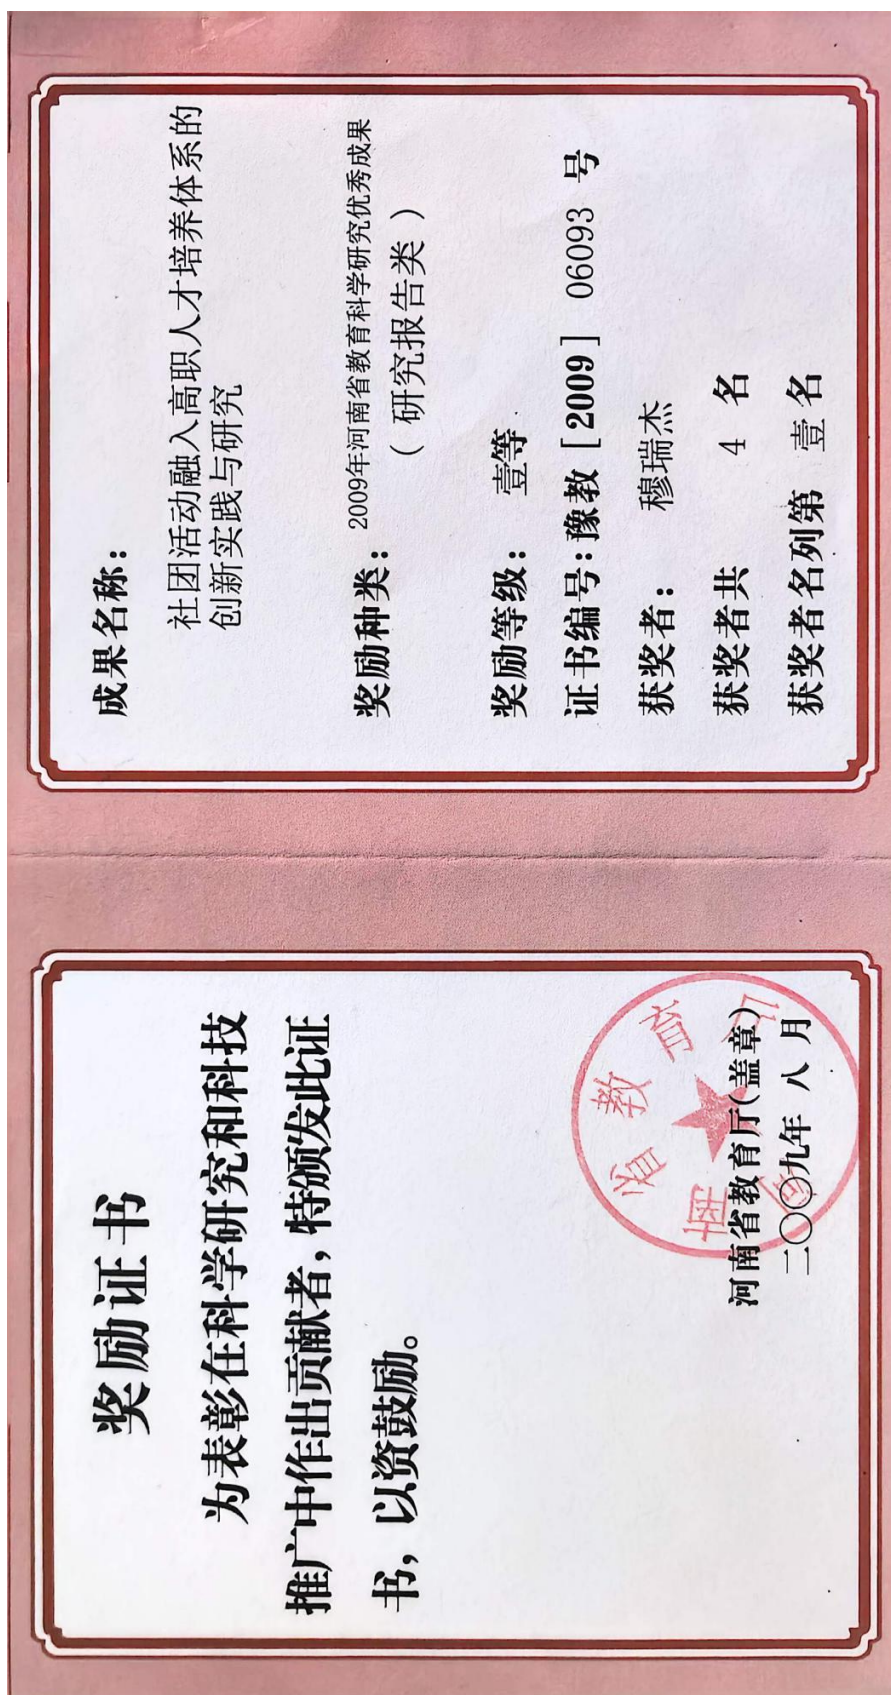 奖励证书
为表彰在科学研究和科技
推广中作出贡献者，特颁发此证
书，以资鼓励。
河南省教育厅(盖章)
二〇〇九年 八 月
河南省教育厅
成果名称：
社团活动融入高职人才培养体系的
创新实践与研究
奖励种类： 2009年河南省教育科学研究优秀成果
（研究报告类）
奖励等级： 壹等
证书编号：豫教［2009］ 06093 号
获奖者： 穆瑞杰
获奖者共 4 名
获奖者名列第 壹 名